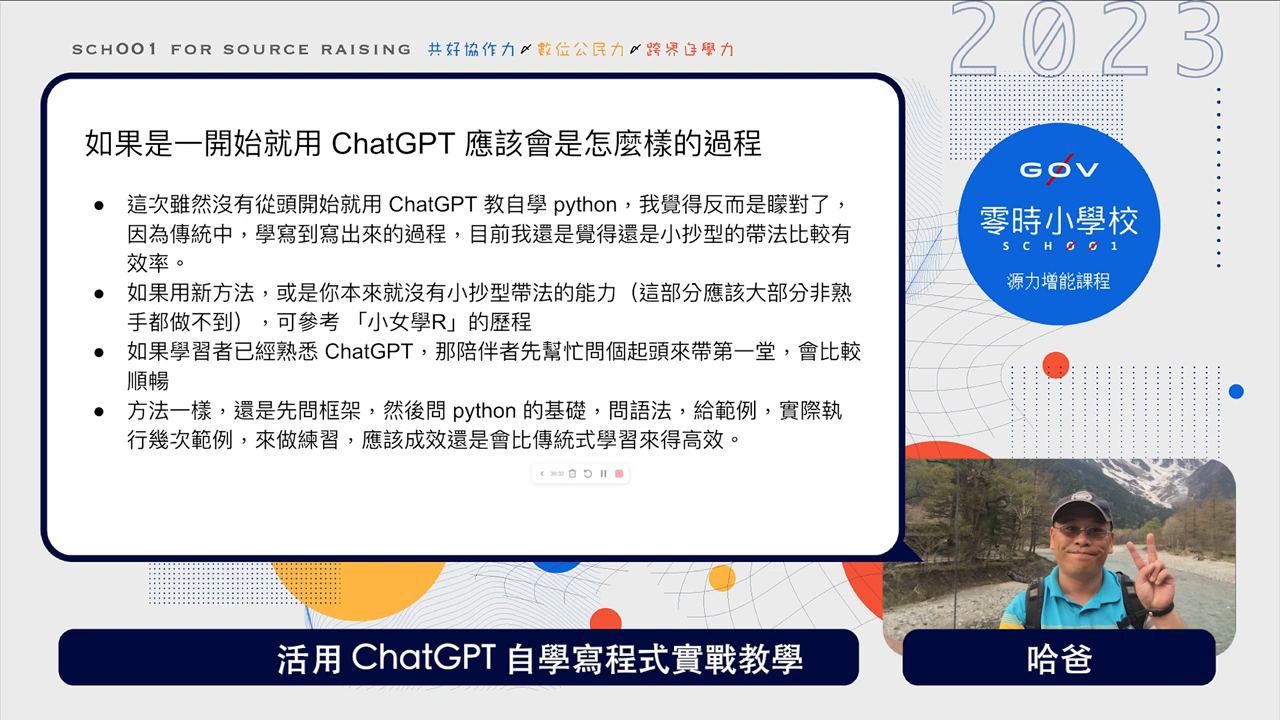 SCH001 FOR SOURCE RAISING 共好協作力 數位公民力 跨界自學力
2023
如果是一開始就用 ChatGPT 應該會是怎麼樣的過程
● 這次雖然沒有從頭開始就用 ChatGPT 教自學 python，我覺得反而是矇對了，
因為傳統中，學寫到寫出來的過程，目前我還是覺得還是小抄型的帶法比較有
效率。
● 如果用新方法，或是你本來就沒有小抄型帶法的能力（這部分應該大部分非熟
手都做不到），可參考 「小女學R」的歷程
● 如果學習者已經熟悉 ChatGPT，那陪伴者先幫忙問個起頭來帶第一堂，會比較
順暢
● 方法一樣，還是先問框架，然後問 python 的基礎，問語法，給範例，實際執
行幾次範例，來做練習，應該成效還是會比傳統式學習來得高效。
G0V
零時小學校
SCH001
源力增能課程
活用 ChatGPT 自學寫程式實戰教學
哈爸